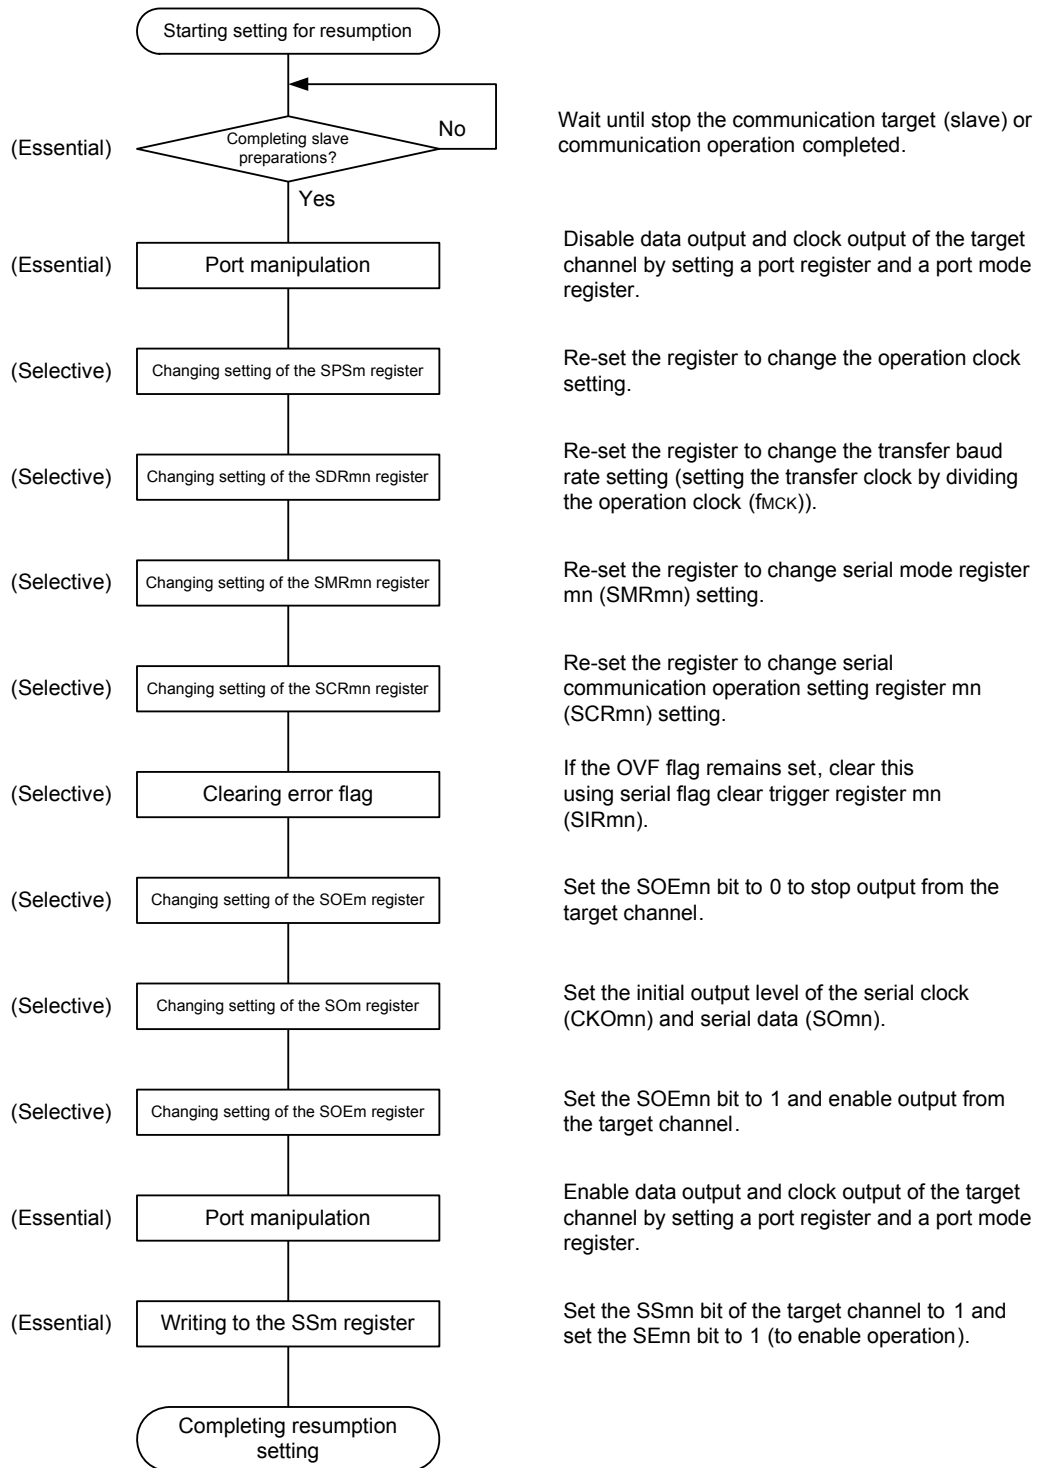 Starting setting for resumption
(Essential)
Completing slave
preparations?
No
Yes
Wait until stop the communication target (slave) or
communication operation completed.
(Essential)
Port manipulation
Disable data output and clock output of the target
channel by setting a port register and a port mode
register.
(Selective)
Changing setting of the SPSm register
Re-set the register to change the operation clock
setting.
(Selective)
Changing setting of the SDRmn register
Re-set the register to change the transfer baud
rate setting (setting the transfer clock by dividing
the operation clock (fMCK)).
(Selective)
Changing setting of the SMRmn register
Re-set the register to change serial mode register
mn (SMRmn) setting.
(Selective)
Changing setting of the SCRmn register
Re-set the register to change serial
communication operation setting register mn
(SCRmn) setting.
(Selective)
Clearing error flag
If the OVF flag remains set, clear this
using serial flag clear trigger register mn
(SIRmn).
(Selective)
Changing setting of the SOEm register
Set the SOEmn bit to 0 to stop output from the
target channel.
(Selective)
Changing setting of the SOm register
Set the initial output level of the serial clock
(CKOmn) and serial data (SOmn).
(Selective)
Changing setting of the SOEm register
Set the SOEmn bit to 1 and enable output from
the target channel.
(Essential)
Port manipulation
Enable data output and clock output of the target
channel by setting a port register and a port mode
register.
(Essential)
Writing to the SSm register
Set the SSmn bit of the target channel to 1 and
set the SEmn bit to 1 (to enable operation).
Completing resumption
setting